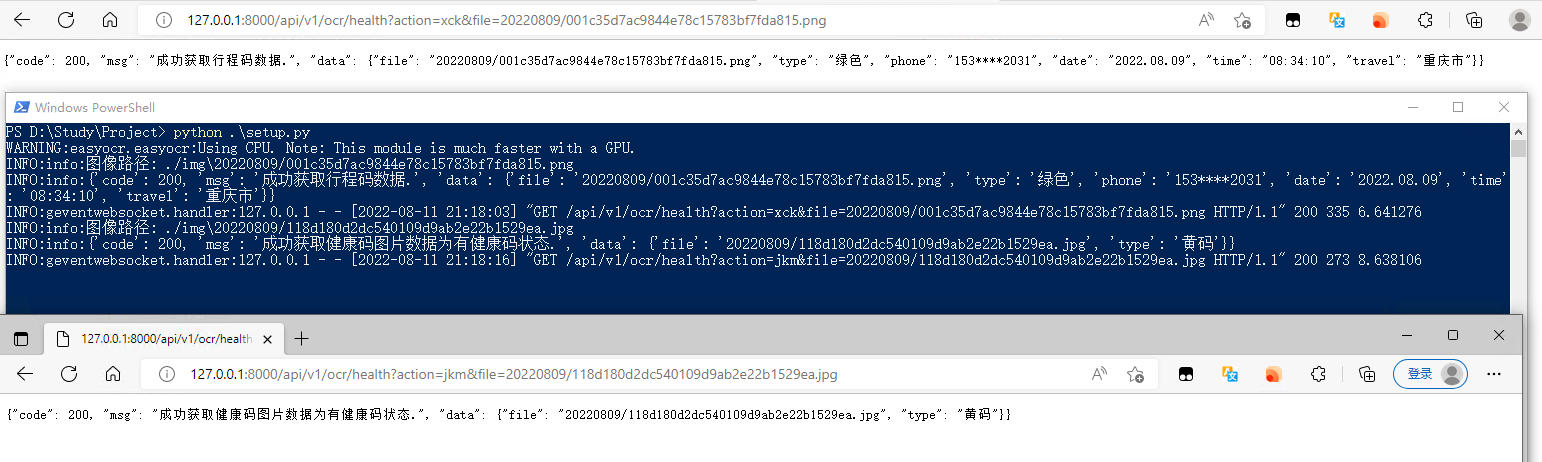 127.0.0.1:8000/api/v1/ocr/health?action=xck&file=20220809/001c35d7ac9844e78c15783bf7fda815.png
{"code": 200, "msg": "成功获取行程码数据.", "data": {"file": "20220809/001c35d7ac9844e78c15783bf7fda815.png", "type": "绿色", "phone": "153****2031", "date": "2022.08.09", "time": "08:34:10", "travel": "重庆市"}}
Windows PowerShell
PS D:\Study\Project> python .\setup.py
WARNING:easyocr.easyocr:Using CPU. Note: This module is much faster with a GPU.
INFO:info:图像路径: ./img\20220809/001c35d7ac9844e78c15783bf7fda815.png
INFO:info:{'code': 200, 'msg': '成功获取行程码数据.', 'data': {'file': '20220809/001c35d7ac9844e78c15783bf7fda815.png', 'type': '绿色', 'phone': '153****2031', 'date': '2022.08.09', 'time'
: '08:34:10', 'travel': '重庆市'}}
INFO:geventwebsocket.handler:127.0.0.1 - - [2022-08-11 21:18:03] "GET /api/v1/ocr/health?action=xck&file=20220809/001c35d7ac9844e78c15783bf7fda815.png HTTP/1.1" 200 335 6.641276
INFO:info:图像路径: ./img\20220809/118d180d2dc540109d9ab2e22b1529ea.jpg
INFO:info:{'code': 200, 'msg': '成功获取健康码图片数据为有健康码状态.', 'data': {'file': '20220809/118d180d2dc540109d9ab2e22b1529ea.jpg', 'type': '黄码'}}
INFO:geventwebsocket.handler:127.0.0.1 - - [2022-08-11 21:18:16] "GET /api/v1/ocr/health?action=jkm&file=20220809/118d180d2dc540109d9ab2e22b1529ea.jpg HTTP/1.1" 200 273 8.638106
127.0.0.1:8000/api/v1/ocr/health
127.0.0.1:8000/api/v1/ocr/health?action=jkm&file=20220809/118d180d2dc540109d9ab2e22b1529ea.jpg
登录
{"code": 200, "msg": "成功获取健康码图片数据为有健康码状态.", "data": {"file": "20220809/118d180d2dc540109d9ab2e22b1529ea.jpg", "type": "黄码"}}